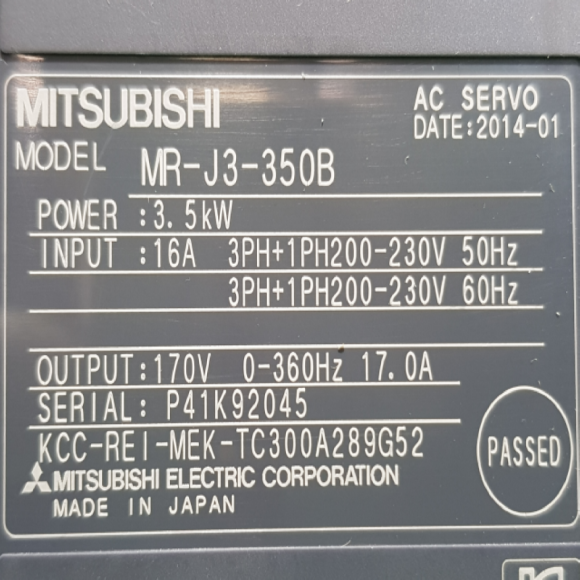 MITSUBISHI AC SERVO
DATE:2014-01
MODEL MR-J3-350B
POWER :3.5kW
INPUT :16A 3PH+1PH200-230V 50Hz
3PH+1PH200-230V 60Hz
OUTPUT:170V 0-360Hz 17.0A
SERIAL: P41K92045
KCC-REI-MEK-TC300A289G52
PASSED
MITSUBISHI ELECTRIC CORPORATION
MADE IN JAPAN